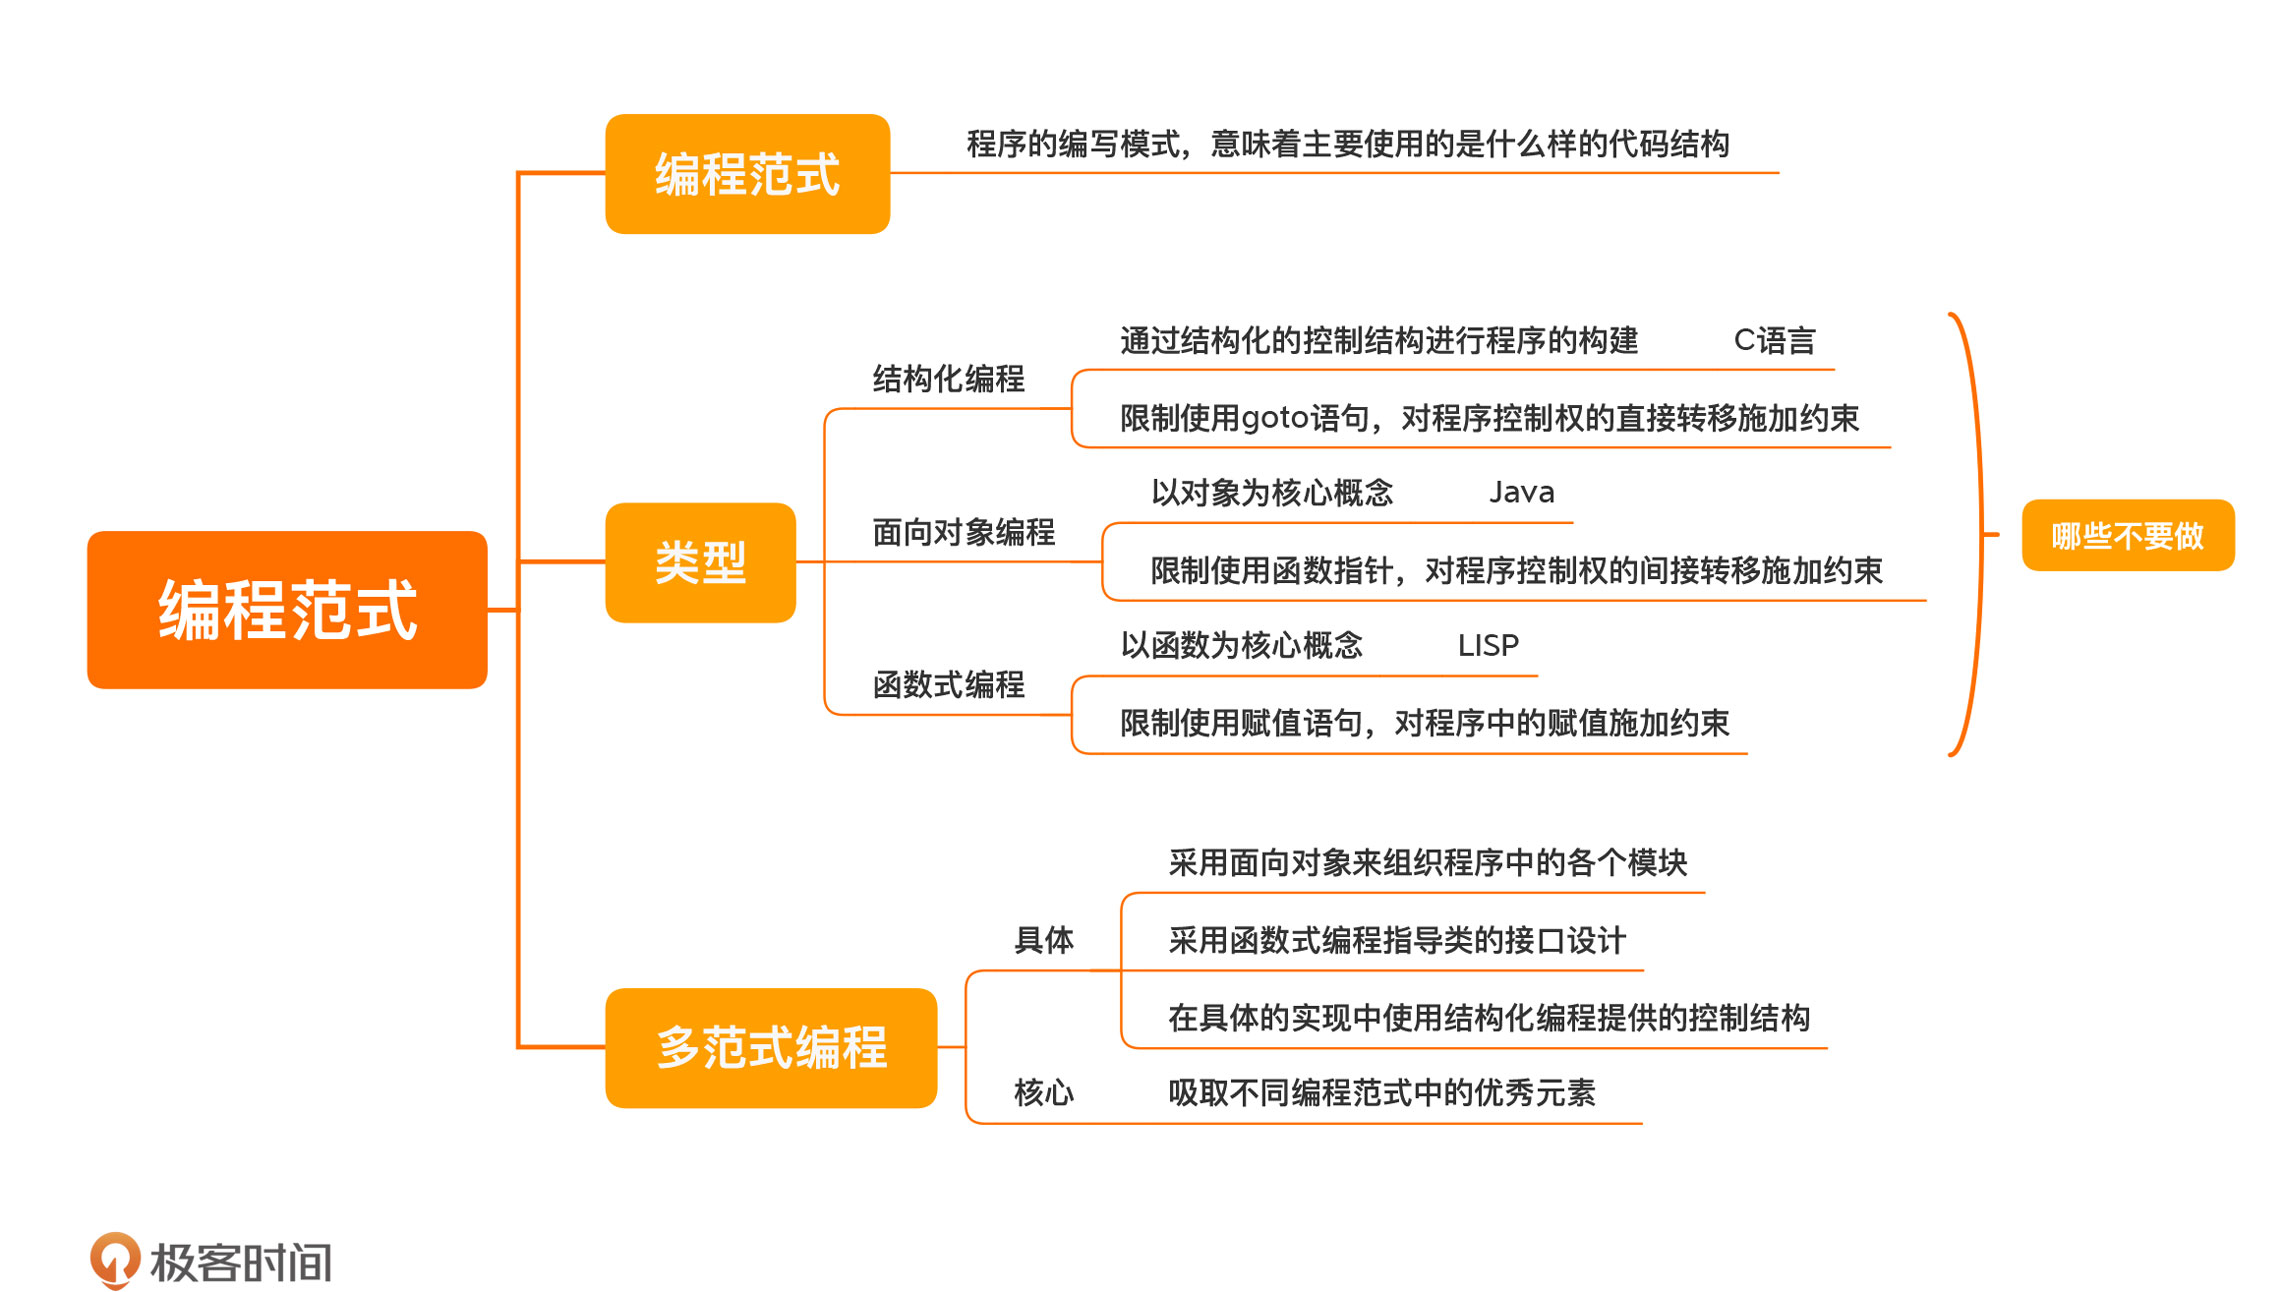 编程范式
编程范式
程序的编写模式，意味着主要使用的是什么样的代码结构
类型
结构化编程
通过结构化的控制结构进行程序的构建 C语言
限制使用goto语句，对程序控制权的直接转移施加约束
面向对象编程
以对象为核心概念 Java
限制使用函数指针，对程序控制权的间接转移施加约束
函数式编程
以函数为核心概念 LISP
限制使用赋值语句，对程序中的赋值施加约束
哪些不要做
多范式编程
具体
采用面向对象来组织程序中的各个模块
采用函数式编程指导类的接口设计
在具体的实现中使用结构化编程提供的控制结构
核心 吸取不同编程范式中的优秀元素
极客时间